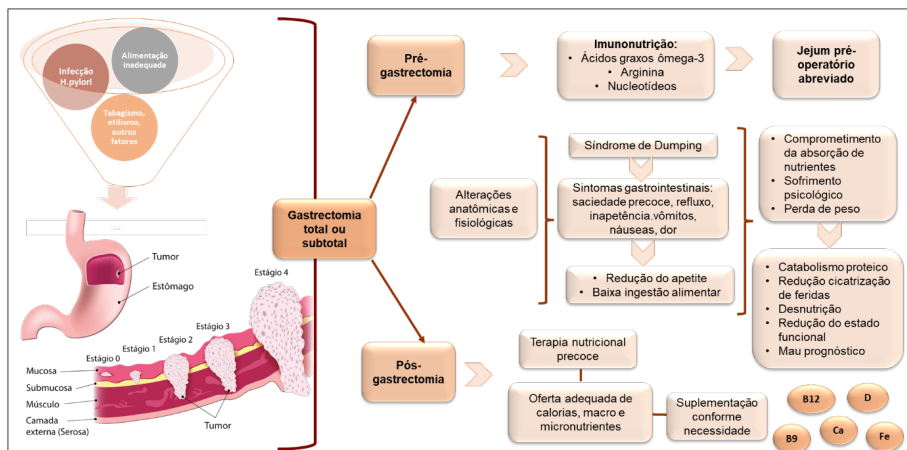 Alimentação
inadequada
Infecção
H.pylori
Tabagismo,
etilismo,
outros
fatores
Tumor
Estômago
Estágio 0
Estágio 1
Estágio 2
Estágio 3
Estágio 4
Mucosa
Submucosa
Músculo
Camada
externa (Serosa)
Tumor
Gastrectomia
total ou
subtotal
Pré-
gastrectomia
Imunonutrição:
• Ácidos graxos ômega-3
• Arginina
• Nucleotídeos
Jejum pré-
operatório
abreviado
Alterações
anatômicas e
fisiológicas
Síndrome de Dumping
Sintomas gastrointestinais:
saciedade precoce, refluxo,
inapetência.vômitos,
náuseas, dor
• Redução do apetite
• Baixa ingestão alimentar
• Comprometimento
da absorção de
nutrientes
• Sofrimento
psicológico
• Perda de peso
• Catabolismo proteico
• Redução cicatrização
de feridas
• Desnutrição
• Redução do estado
funcional
• Mau prognóstico
Pós-
gastrectomia
Terapia nutricional
precoce
Oferta adequada de
calorias, macro e
micronutrientes
Suplementação
conforme
necessidade
B12
D
B9
Ca
Fe